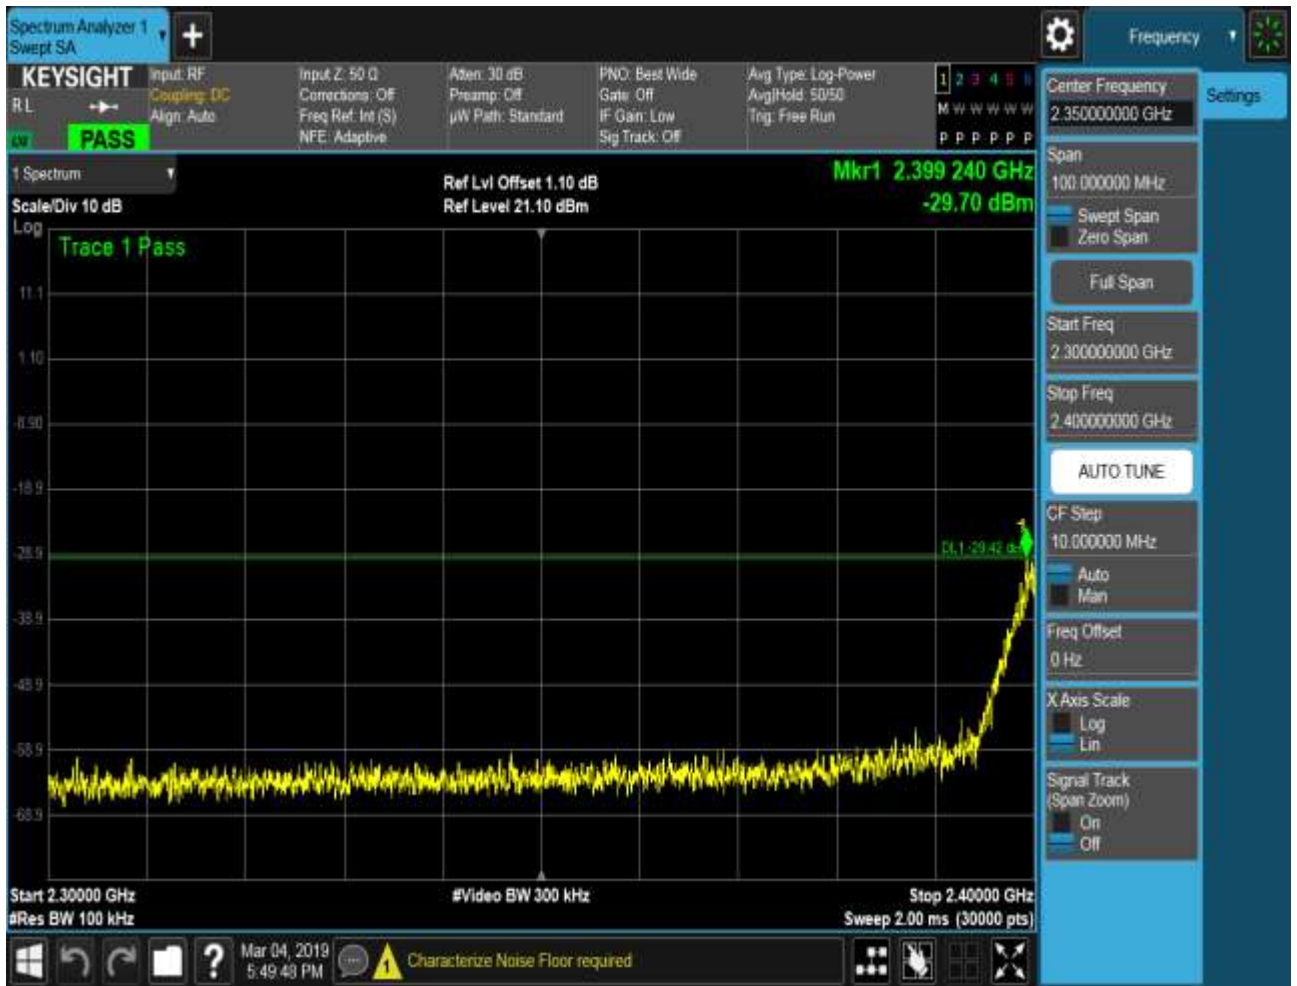 Spectrum Analyzer 1
Swept SA
Frequency
KEYSIGHT
R L
PASS
Input: RF
Coupling: DC
Align: Auto
Input Z: 50 Ω
Corrections: Off
Freq Ref: Int (S)
NFE: Adaptive
Atten: 30 dB
Preamp: Off
µW Path: Standard
PNO: Best Wide
Gate: Off
IF Gain: Low
Sig Track: Off
Avg Type: Log-Power
Avg|Hold: 50/50
Trig: Free Run
1 2 3 4 5 6
M W W W W W
P P P P P P
1 Spectrum
Scale/Div 10 dB
Log
Ref Lvl Offset 1.10 dB
Ref Level 21.10 dBm
Mkr1 2.399 240 GHz
-29.70 dBm
Trace 1 Pass
11.1
1.10
-8.90
-18.9
-28.9
-38.9
-48.9
-58.9
-68.9
DL1 -29.42
1
Start 2.30000 GHz
#Res BW 100 kHz
#Video BW 300 kHz
Stop 2.40000 GHz
Sweep 2.00 ms (30000 pts)
Center Frequency
2.350000000 GHz
Settings
Span
100.000000 MHz
Swept Span
Zero Span
Full Span
Start Freq
2.300000000 GHz
Stop Freq
2.400000000 GHz
AUTO TUNE
CF Step
10.000000 MHz
Auto
Man
Freq Offset
0 Hz
X Axis Scale
Log
Lin
Signal Track
(Span Zoom)
On
Off
?
Mar 04, 2019
5:49:48 PM
1
Characterize Noise Floor required